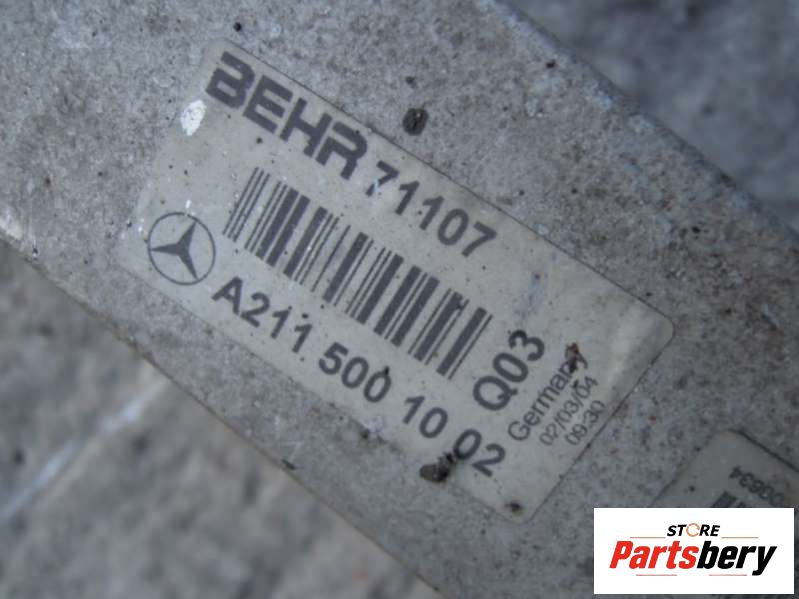 BEHR 71107
A211 500 10 02
Q03
Germany
02/03/04
09:30
STORE
Partsbery